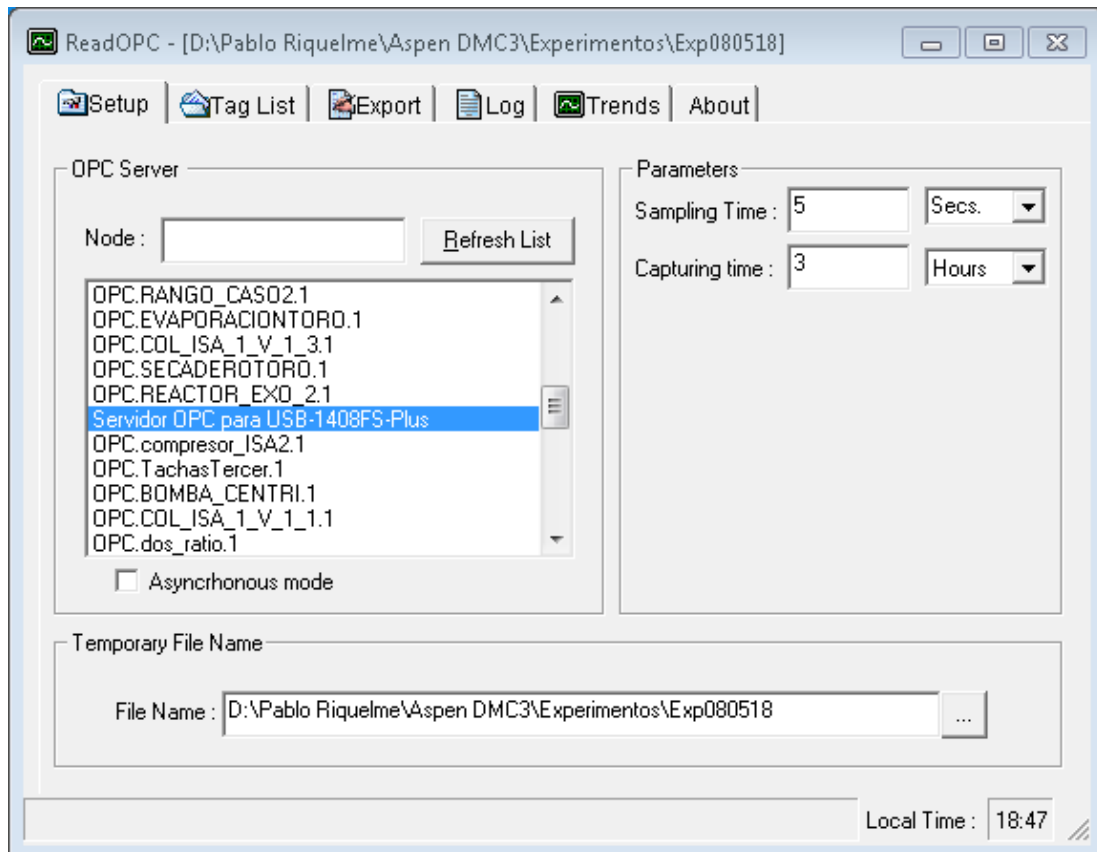 ReadOPC - [D:\Pablo Riquelme\Aspen DMC3\Experimentos\Exp080518]
Setup Tag List Export Log Trends About
OPC Server
Node :
Refresh List
OPC.RANGO_CASO2.1
OPC.EVAPORACIONTORO.1
OPC.COL_ISA_1_V_1_3.1
OPC.SECADEROTORO.1
OPC.REACTOR_EXO_2.1
Servidor OPC para USB-1408FS-Plus
OPC.compresor_ISA2.1
OPC.TachasTercer.1
OPC.BOMBA_CENTRI.1
OPC.COL_ISA_1_V_1_1.1
OPC.dos_ratio.1
Asyncrhonous mode
Parameters
Sampling Time : 5 Secs.
Capturing time : 3 Hours
Temporary File Name
File Name : D:\Pablo Riquelme\Aspen DMC3\Experimentos\Exp080518 ...
Local Time : 18:47